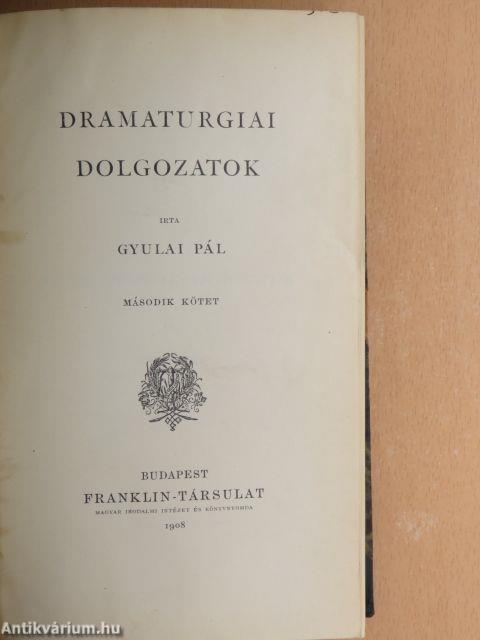 DRAMATURGIAI
DOLGOZATOK
IRTA
GYULAI PÁL
MÁSODIK KÖTET
BUDAPEST
FRANKLIN-TÁRSULAT
MAGYAR IRODALMI INTÉZET ÉS KÖNYVNYOMDA
1908
Antikvárium.hu